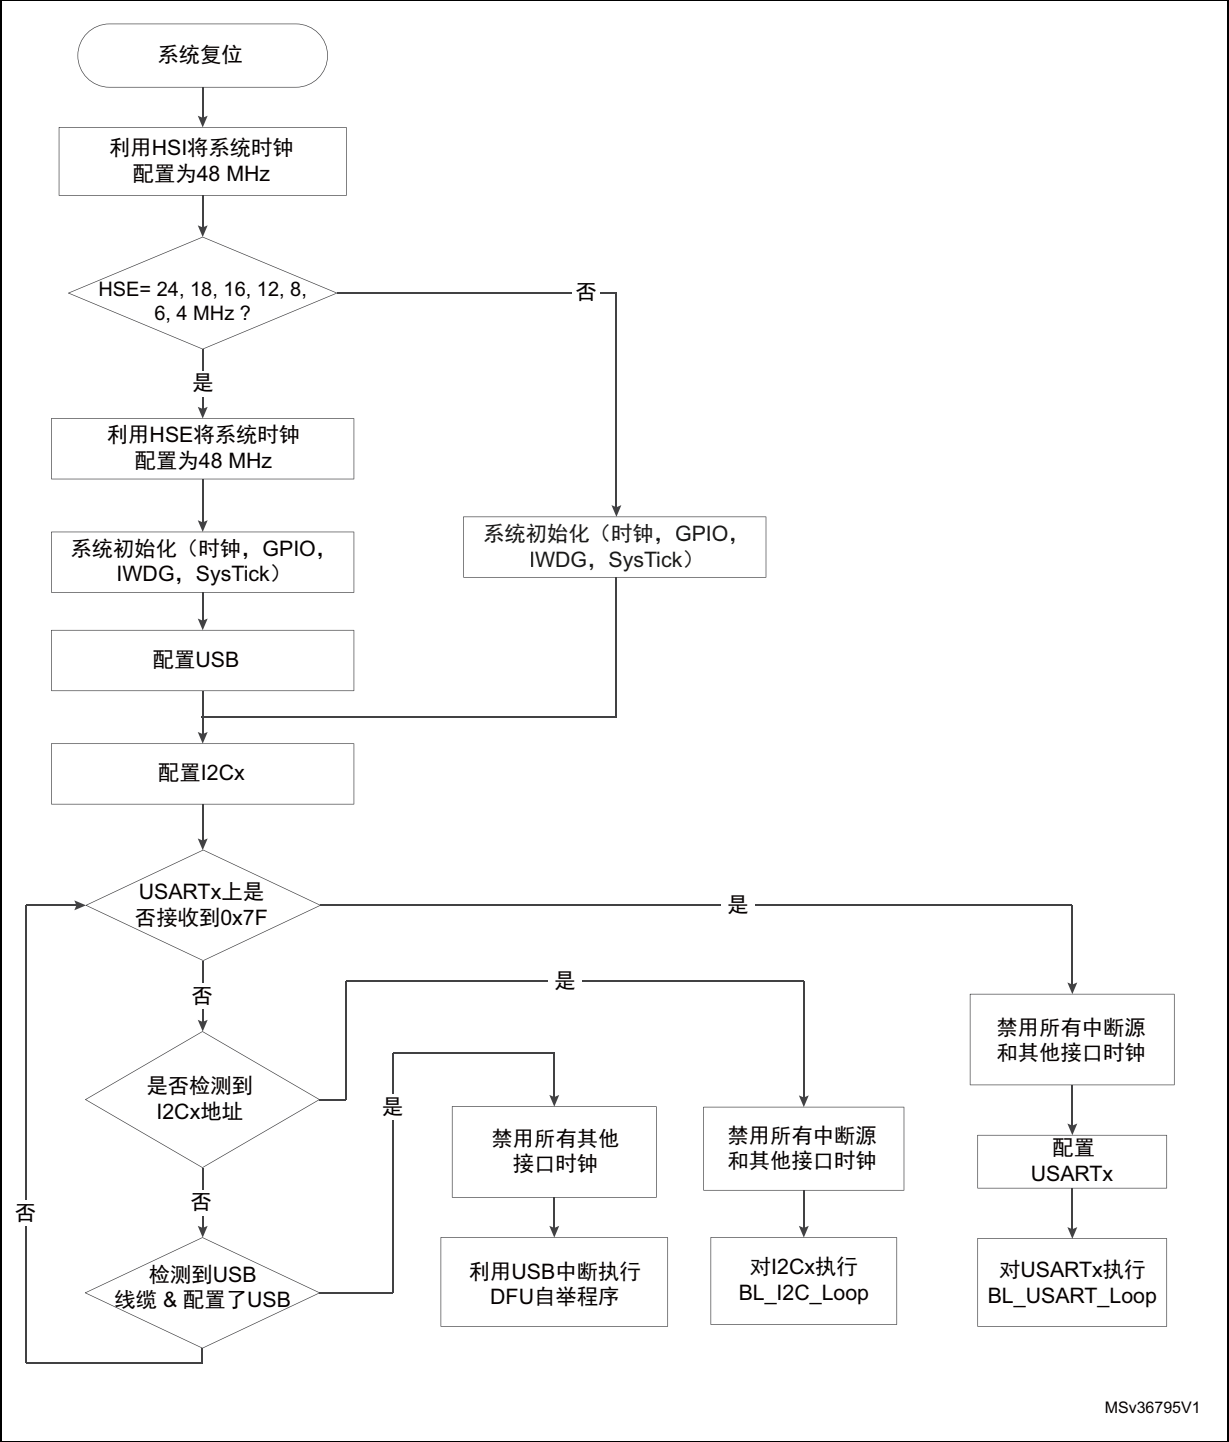 系统复位
利用HSI将系统时钟
配置为48 MHz
HSE= 24, 18, 16, 12, 8,
6, 4 MHz ?
否
是
利用HSE将系统时钟
配置为48 MHz
系统初始化（时钟，GPIO，
IWDG，SysTick）
系统初始化（时钟，GPIO，
IWDG，SysTick）
配置USB
配置I2Cx
USARTx上是
否接收到0x7F
是
否
是
禁用所有中断源
和其他接口时钟
是否检测到
I2Cx地址
是
禁用所有其他
接口时钟
禁用所有中断源
和其他接口时钟
配置
USARTx
否
否
检测到USB
线缆 & 配置了USB
利用USB中断执行
DFU自举程序
对I2Cx执行
BL_I2C_Loop
对USARTx执行
BL_USART_Loop
MSv36795V1